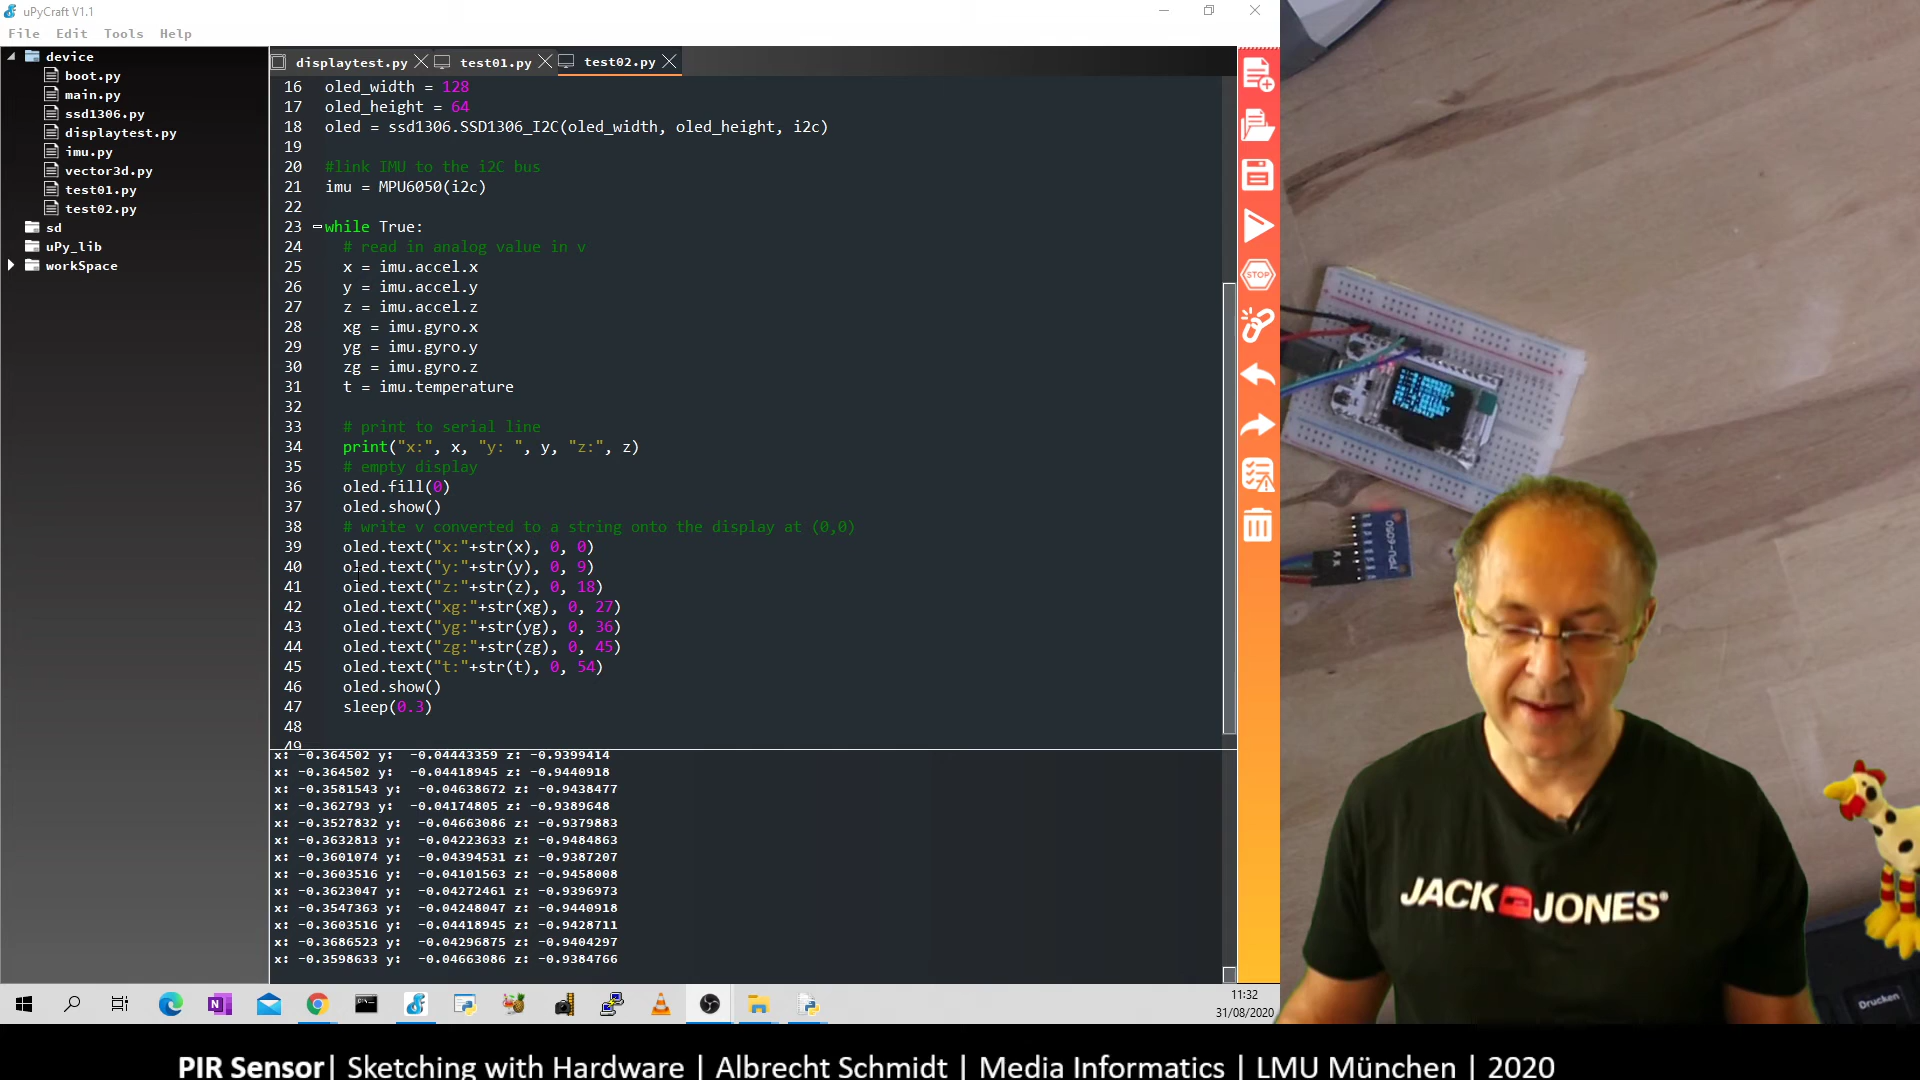 uPyCraft V1.1
File Edit Tools Help
device
boot.py
main.py
ssd1306.py
displaytest.py
imu.py
vector3d.py
test01.py
test02.py
sd
uPy_lib
workSpace
displaytest.py test01.py test02.py
16 oled_width = 128
17 oled_height = 64
18 oled = ssd1306.SSD1306_I2C(oled_width, oled_height, i2c)
19
20 #link IMU to the i2C bus
21 imu = MPU6050(i2c)
22
23 while True:
24 # read in analog value in v
25 x = imu.accel.x
26 y = imu.accel.y
27 z = imu.accel.z
28 xg = imu.gyro.x
29 yg = imu.gyro.y
30 zg = imu.gyro.z
31 t = imu.temperature
32
33 # print to serial line
34 print("x:", x, "y: ", y, "z:", z)
35 # empty display
36 oled.fill(0)
37 oled.show()
38 # write v converted to a string onto the display at (0,0)
39 oled.text("x:"+str(x), 0, 0)
40 oled.text("y:"+str(y), 0, 9)
41 oled.text("z:"+str(z), 0, 18)
42 oled.text("xg:"+str(xg), 0, 27)
43 oled.text("yg:"+str(yg), 0, 36)
44 oled.text("zg:"+str(zg), 0, 45)
45 oled.text("t:"+str(t), 0, 54)
46 oled.show()
47 sleep(0.3)
48
49
x: -0.364502 y:  -0.04443359 z: -0.9399414
x: -0.364502 y:  -0.04418945 z: -0.9440918
x: -0.3581543 y:  -0.04638672 z: -0.9438477
x: -0.362793 y:  -0.04174805 z: -0.9389648
x: -0.3527832 y:  -0.04663086 z: -0.9379883
x: -0.3632813 y:  -0.04223633 z: -0.9484863
x: -0.3601074 y:  -0.04394531 z: -0.9387207
x: -0.3603516 y:  -0.04101563 z: -0.9458008
x: -0.3623047 y:  -0.04272461 z: -0.9396973
x: -0.3547363 y:  -0.04248047 z: -0.9440918
x: -0.3603516 y:  -0.04418945 z: -0.9428711
x: -0.3686523 y:  -0.04296875 z: -0.9404297
x: -0.3598633 y:  -0.04663086 z: -0.9384766
STOP
JACK JONES®
Drucken
11:32
31/08/2020
PIR Sensor| Sketching with Hardware | Albrecht Schmidt | Media Informatics | LMU München | 2020